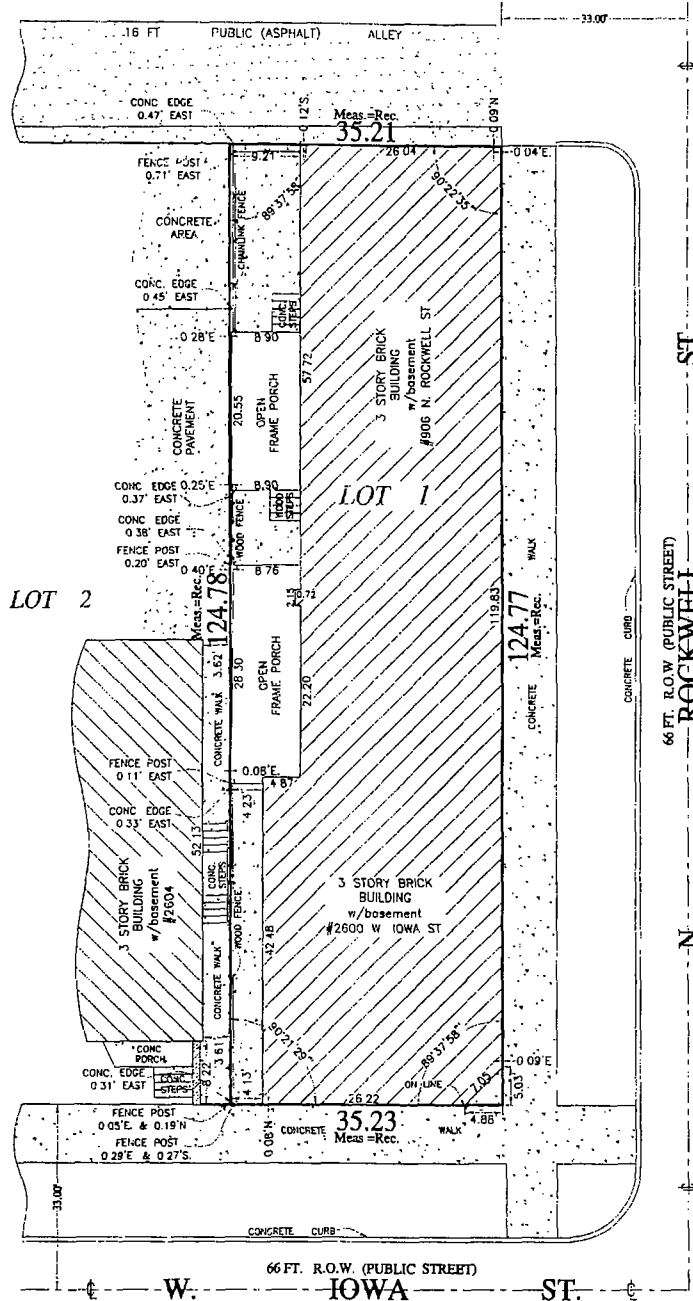 33.00'
16 FT PUBLIC (ASPHALT) ALLEY
CONC EDGE
0.47' EAST
0.12'S.
Meas.=Rec.
35.21
0.09'N
9.21
26.04
0.04'E.
FENCE POST
0.71' EAST
89°37'58"
90°22'35"
CONCRETE
AREA
CHAINLINK FENCE
CONC. EDGE
0.45' EAST
CONC.
STEPS
0.28'E.
8.90
57.72
3 STORY BRICK
BUILDING
w/basement
#906 N. ROCKWELL ST
20.55
OPEN
FRAME PORCH
CONCRETE
PAVEMENT
CONC EDGE
0.37' EAST
0.25'E
8.90
LOT 1
WOOD
STEPS
WOOD FENCE
CONC EDGE
0.38' EAST
FENCE POST
0.20' EAST
0.40'E
8.76
LOT 2
Meas.=Rec.
124.78
2.15
0.72
119.83
124.77
Meas.=Rec.
CONCRETE WALK
CONCRETE CURB
66 FT. R.O.W (PUBLIC STREET)
N. ROCKWELL ST.
CONCRETE WALK 3.62'
28.30
OPEN
FRAME PORCH
22.20
FENCE POST
0.11' EAST
0.08'E.
4.87
4.23'
CONC EDGE
0.33' EAST
52.13'
CONC.
STEPS
3 STORY BRICK
BUILDING
w/basement
#2604
WOOD FENCE
42.48
3 STORY BRICK
BUILDING
w/basement
#2600 W IOWA ST
CONCRETE WALK
90°21'29"
89°37'58"
CONC
PORCH
3.61'
0.09'E
CONC. EDGE
0.31' EAST
CONC.
STEPS
8.22
4.13'
ON LINE
7.05'
5.03'
26.22
4.88'
FENCE POST
0.05'E. & 0.19'N
0.08'N
CONCRETE WALK
35.23
Meas =Rec.
FENCE POST
0.29'E & 0.27'S.
33.00'
CONCRETE CURB
66 FT. R.O.W. (PUBLIC STREET)
W. IOWA ST.